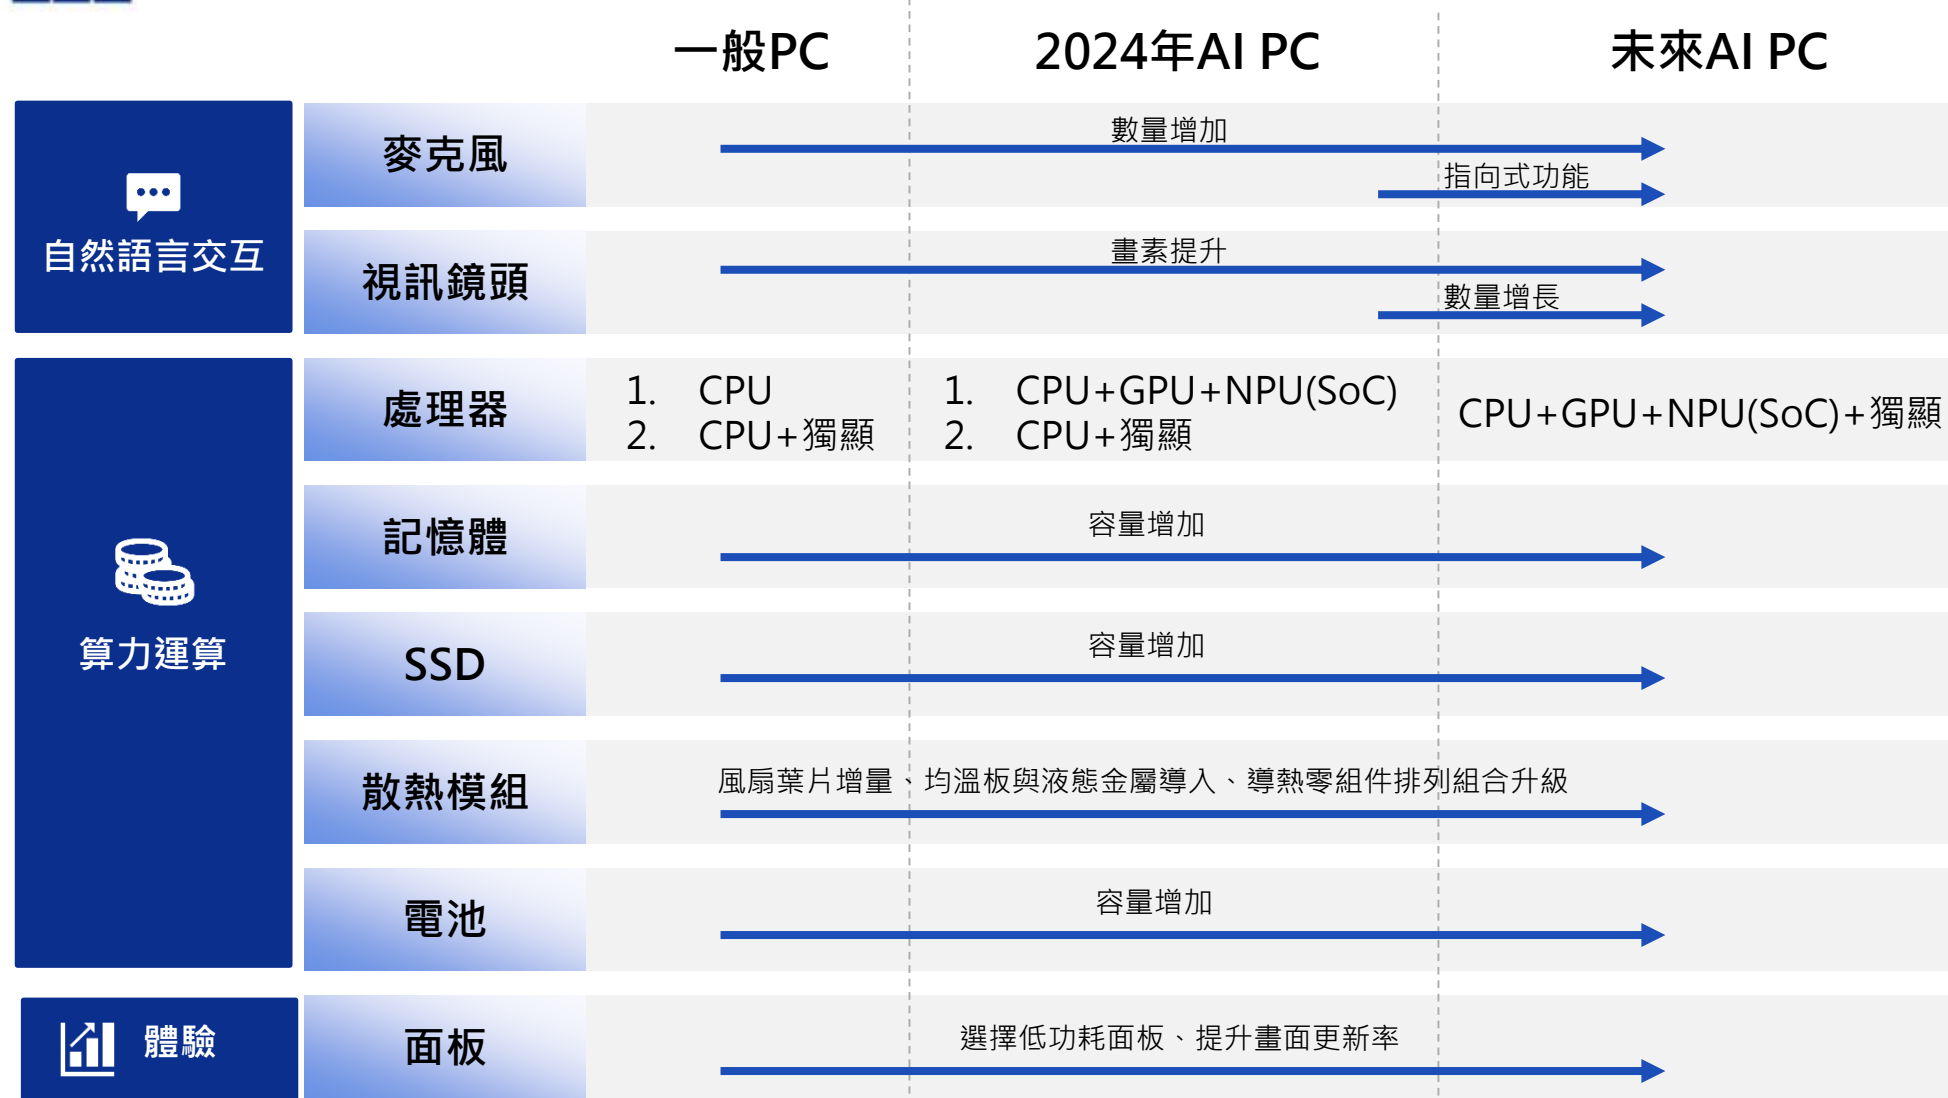 一般PC
2024年AI PC
未來AI PC
自然語言交互
麥克風
數量增加
指向式功能
視訊鏡頭
畫素提升
數量增長
算力運算
處理器
1. CPU
2. CPU+獨顯
1. CPU+GPU+NPU(SoC)
2. CPU+獨顯
CPU+GPU+NPU(SoC)+獨顯
記憶體
容量增加
SSD
容量增加
散熱模組
風扇葉片增量、均溫板與液態金屬導入、導熱零組件排列組合升級
電池
容量增加
體驗
面板
選擇低功耗面板、提升畫面更新率